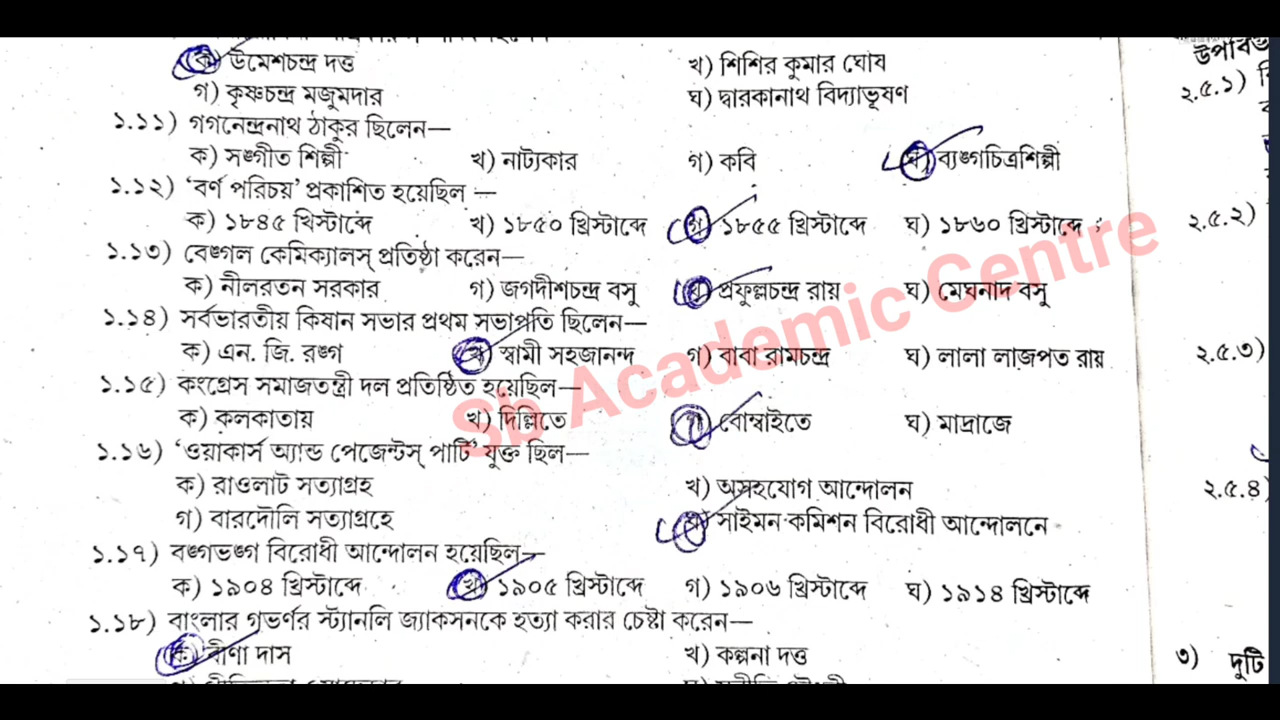 ক) উমেশচন্দ্র দত্ত খ) শিশির কুমার ঘোষ
গ) কৃষ্ণচন্দ্র মজুমদার ঘ) দ্বারকানাথ বিদ্যাভূষণ
১.১১) গগনেন্দ্রনাথ ঠাকুর ছিলেন—
ক) সঙ্গীত শিল্পী খ) নাট্যকার গ) কবি ঘ) ব্যঙ্গচিত্রশিল্পী
১.১২) ‘বর্ণ পরিচয়’ প্রকাশিত হয়েছিল —
ক) ১৮৪৫ খিস্টাব্দে খ) ১৮৫০ খ্রিস্টাব্দে গ) ১৮৫৫ খ্রিস্টাব্দে ঘ) ১৮৬০ খ্রিস্টাব্দে
১.১৩) বেঙ্গল কেমিক্যালস্ প্রতিষ্ঠা করেন—
ক) নীলরতন সরকার গ) জগদীশচন্দ্র বসু খ) প্রফুল্লচন্দ্র রায় ঘ) মেঘনাদ বসু
১.১৪) সর্বভারতীয় কিষান সভার প্রথম সভাপতি ছিলেন—
ক) এন. জি. রঙ্গ খ) স্বামী সহজানন্দ গ) বাবা রামচন্দ্র ঘ) লালা লাজপত রায়
১.১৫) কংগ্রেস সমাজতন্ত্রী দল প্রতিষ্ঠিত হয়েছিল—
ক) কলকাতায় খ) দিল্লিতে গ) বোম্বাইতে ঘ) মাদ্রাজে
১.১৬) ‘ওয়াকার্স অ্যান্ড পেজেন্টস্ পার্টি’ যুক্ত ছিল—
ক) রাওলাট সত্যাগ্রহ খ) অসহযোগ আন্দোলন
গ) বারদৌলি সত্যাগ্রহে ঘ) সাইমন কমিশন বিরোধী আন্দোলনে
১.১৭) বঙ্গভঙ্গ বিরোধী আন্দোলন হয়েছিল—
ক) ১৯০৪ খ্রিস্টাব্দে খ) ১৯০৫ খ্রিস্টাব্দে গ) ১৯০৬ খ্রিস্টাব্দে ঘ) ১৯১৪ খ্রিস্টাব্দে
১.১৮) বাংলার গভর্ণর স্ট্যানলি জ্যাকসনকে হত্যা করার চেষ্টা করেন—
ক) বীণা দাস খ) কল্পনা দত্ত
২.৫.১)
২.৫.২)
২.৫.৩)
২.৫.৪)
৩) দুটি
Sb Academic Centre